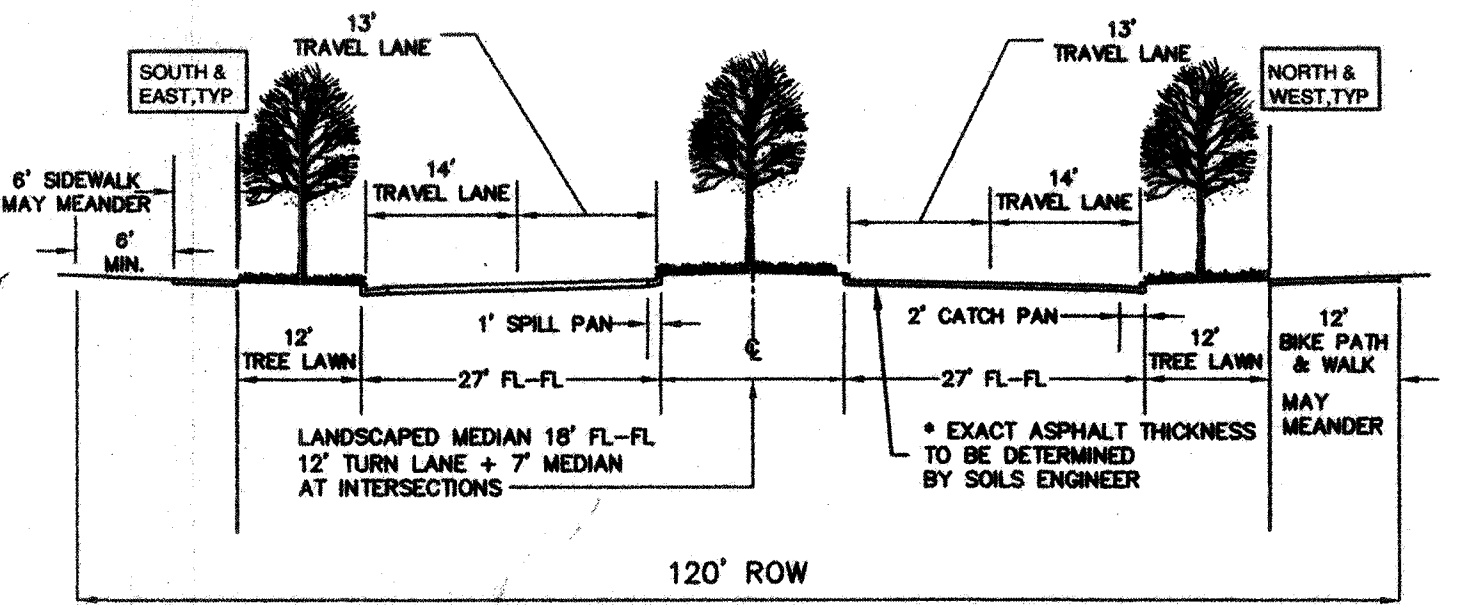 13'
TRAVEL LANE
13'
TRAVEL LANE
SOUTH &
EAST,TYP
NORTH &
WEST,TYP
6' SIDEWALK
MAY MEANDER
14'
TRAVEL LANE
14'
TRAVEL LANE
6'
MIN.
1' SPILL PAN
2' CATCH PAN
12'
TREE LAWN
℄
12'
TREE LAWN
12'
BIKE PATH
& WALK
27' FL-FL
27' FL-FL
MAY
MEANDER
LANDSCAPED MEDIAN 18' FL-FL
12' TURN LANE + 7' MEDIAN
AT INTERSECTIONS
* EXACT ASPHALT THICKNESS
TO BE DETERMINED
BY SOILS ENGINEER
120' ROW